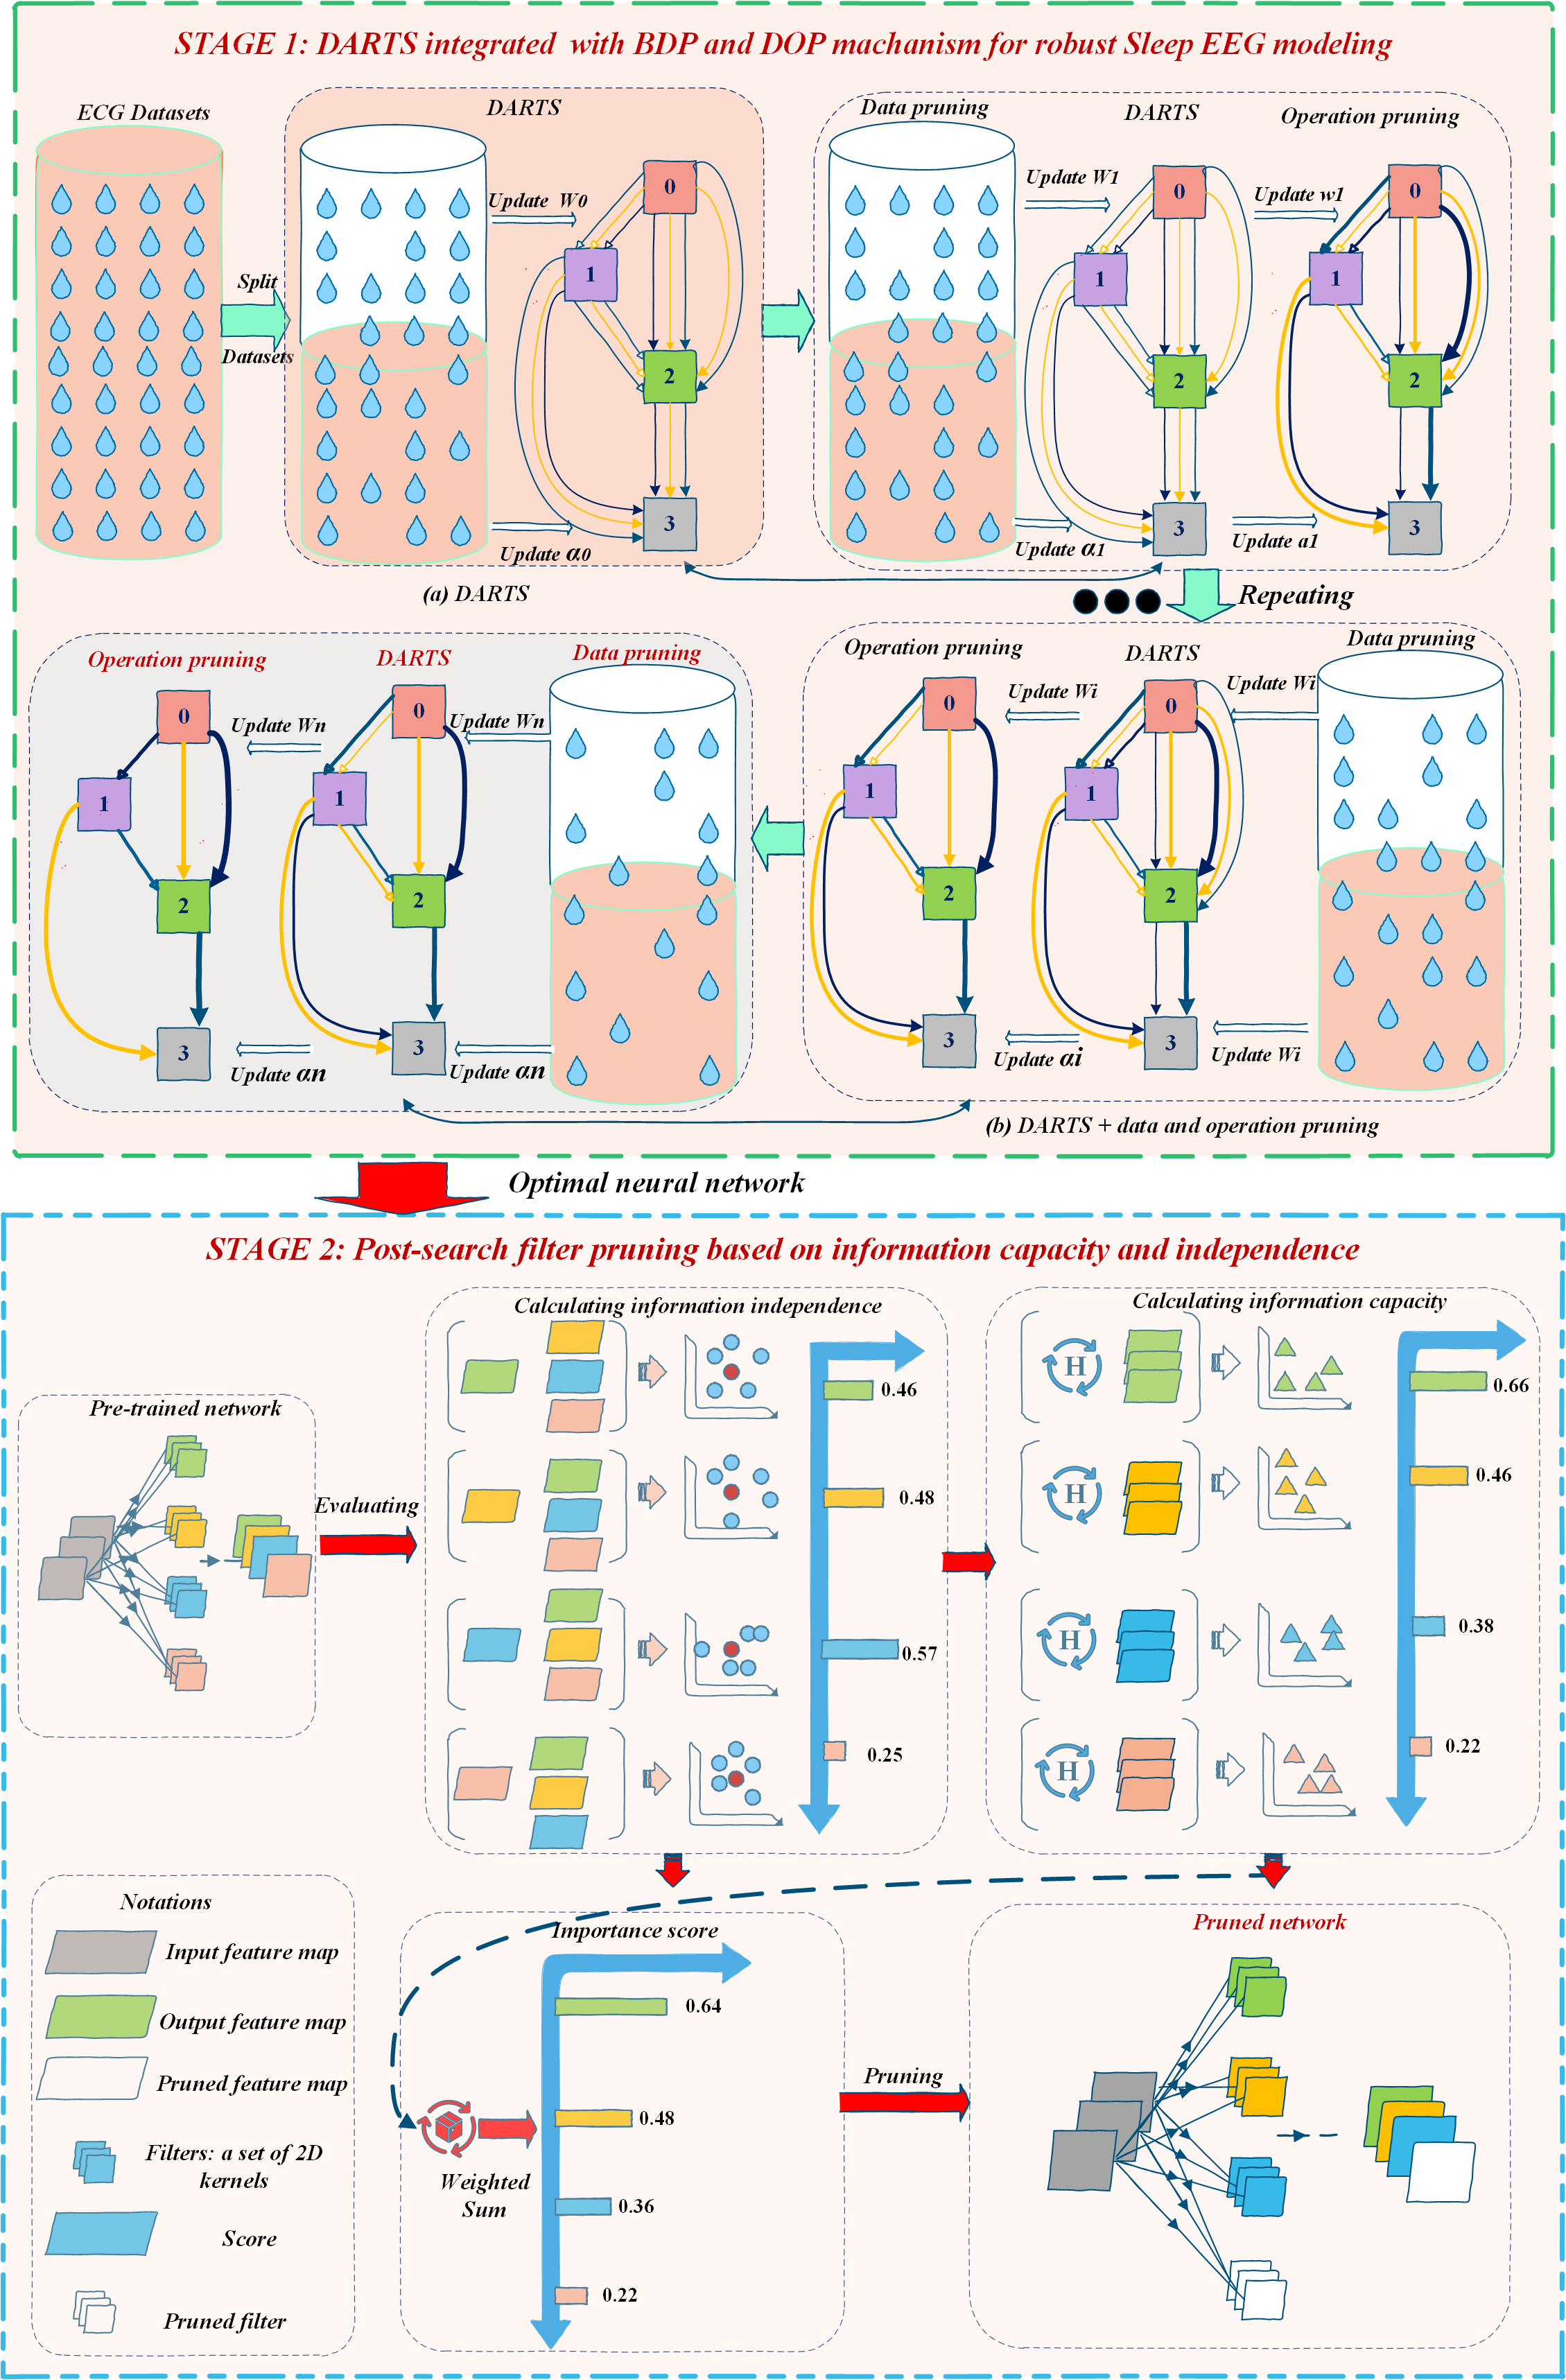 STAGE 1: DARTS integrated with BDP and DOP machanism for robust Sleep EEG modeling
ECG Datasets
DARTS
Data pruning
DARTS
Operation pruning
Split
Datasets
Update W0
0
1
2
3
Update α0
Update W1
0
1
2
3
Update α1
Update w1
0
1
2
3
Update a1
(a) DARTS
Repeating
Operation pruning
DARTS
Data pruning
0
1
2
3
Update Wn
Update αn
0
1
2
3
Update Wn
Update αn
Operation pruning
DARTS
Data pruning
0
1
2
3
Update Wi
Update αi
0
1
2
3
Update Wi
Update Wi
(b) DARTS + data and operation pruning
Optimal neural network
STAGE 2: Post-search filter pruning based on information capacity and independence
Pre-trained network
Evaluating
Calculating information independence
0.46
0.48
0.57
0.25
Calculating information capacity
H
0.66
H
0.46
H
0.38
H
0.22
Notations
Input feature map
Output feature map
Pruned feature map
Filters: a set of 2D
kernels
Score
Pruned filter
Importance score
0.64
0.48
0.36
0.22
Weighted
Sum
Pruning
Pruned network